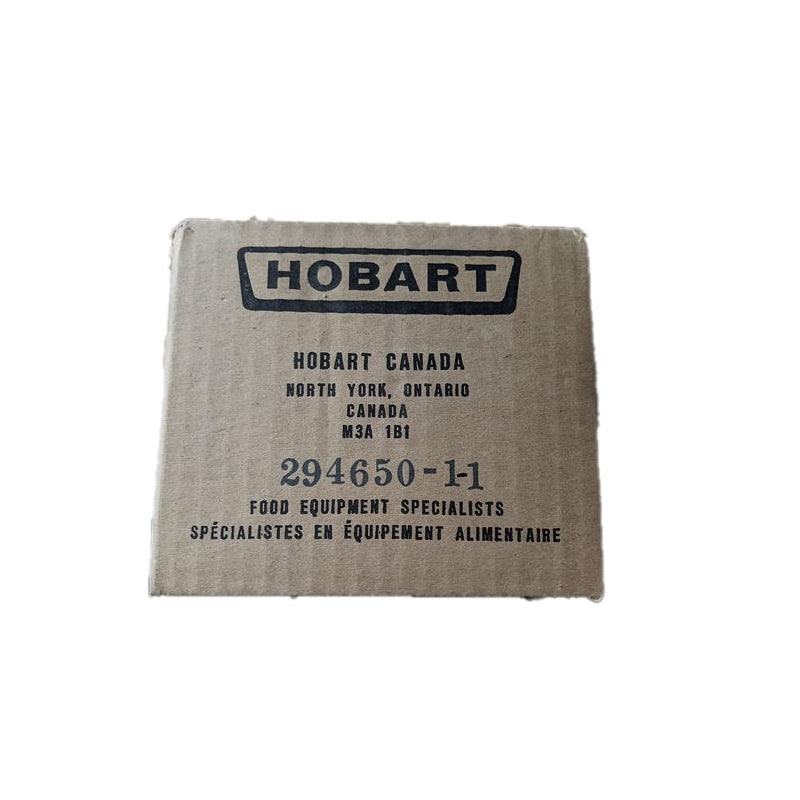 HOBART
HOBART CANADA
NORTH YORK, ONTARIO
CANADA
M3A 1B1
294650-1-1
FOOD EQUIPMENT SPECIALISTS
SPÉCIALISTES EN ÉQUIPEMENT ALIMENTAIRE